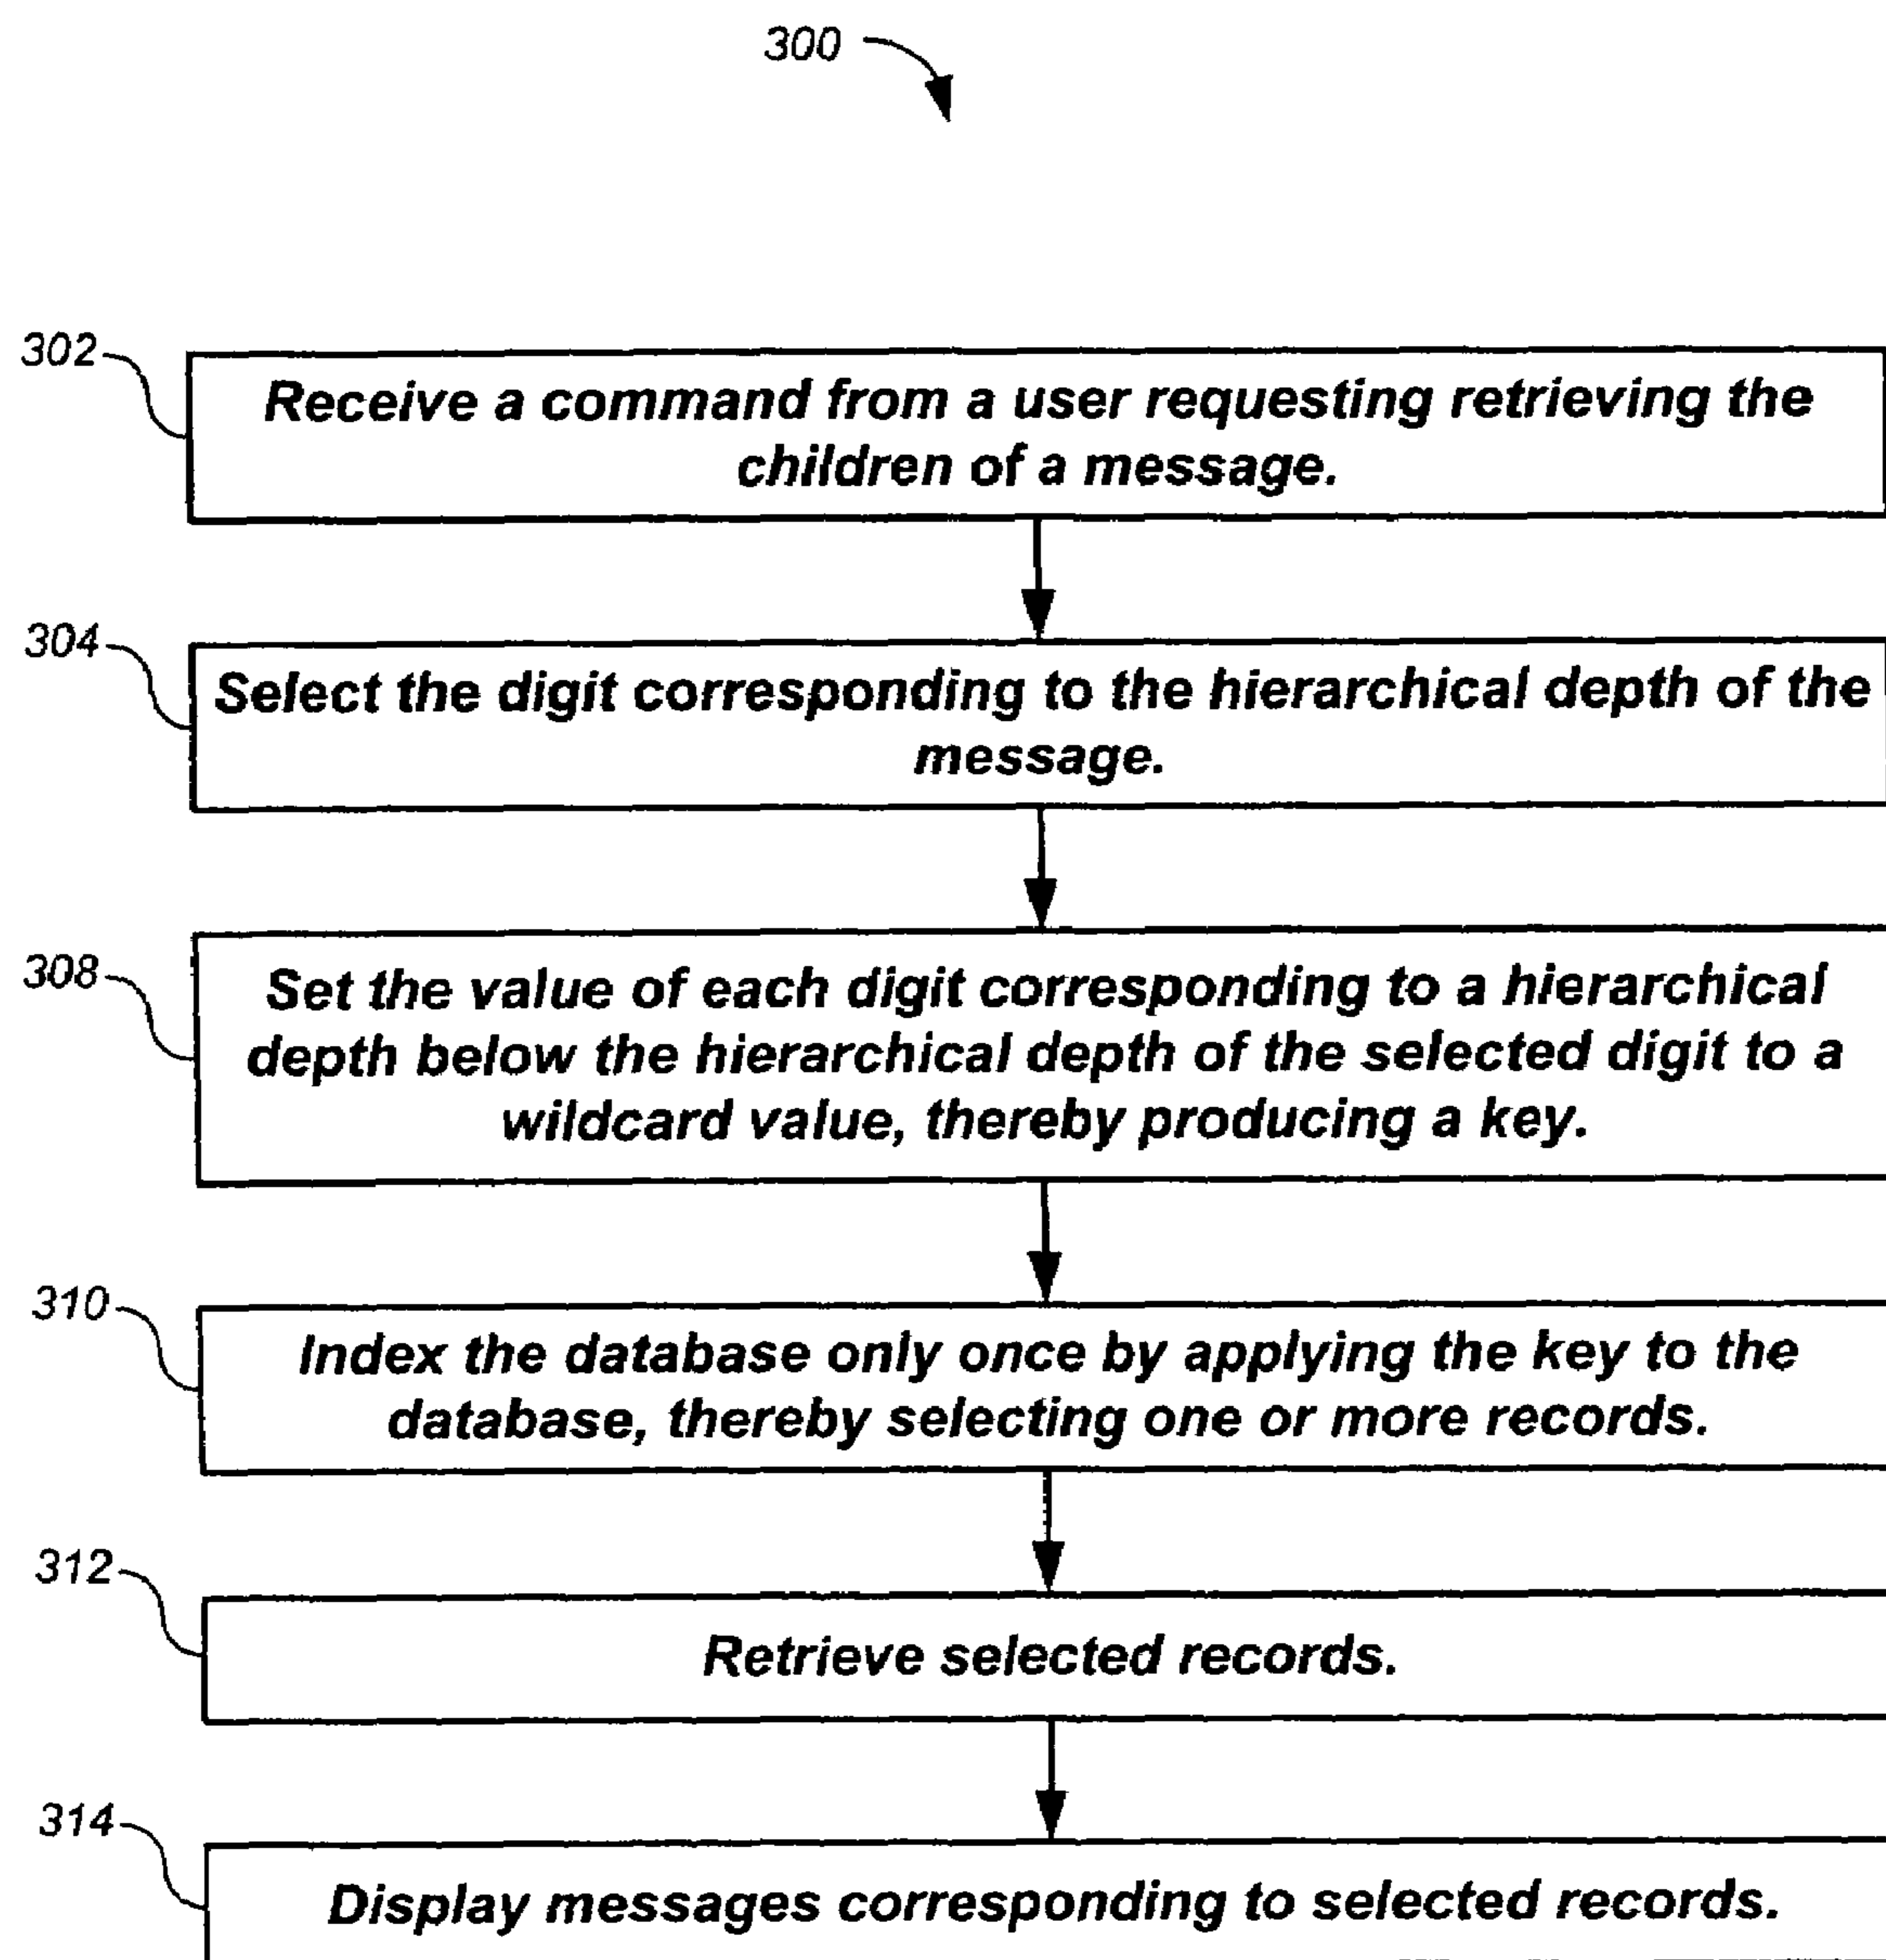 300
302
Receive a command from a user requesting retrieving the
children of a message.
304
Select the digit corresponding to the hierarchical depth of the
message.
308
Set the value of each digit corresponding to a hierarchical
depth below the hierarchical depth of the selected digit to a
wildcard value, thereby producing a key.
310
Index the database only once by applying the key to the
database, thereby selecting one or more records.
312
Retrieve selected records.
314
Display messages corresponding to selected records.